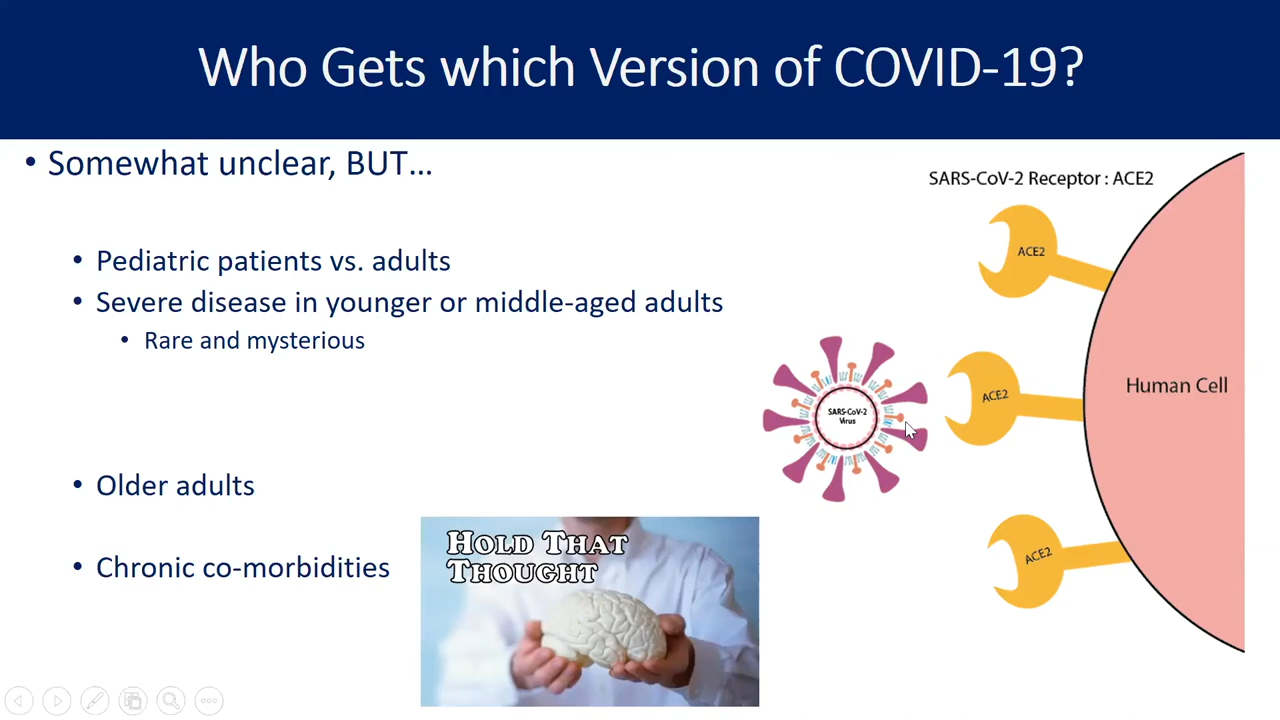 Who Gets which Version of COVID-19?
• Somewhat unclear, BUT…
• Pediatric patients vs. adults
• Severe disease in younger or middle-aged adults
• Rare and mysterious
• Older adults
• Chronic co-morbidities
HOLD THAT
THOUGHT
SARS-CoV-2 Receptor : ACE2
ACE2
SARS-CoV-2
Virus
ACE2
Human Cell
ACE2